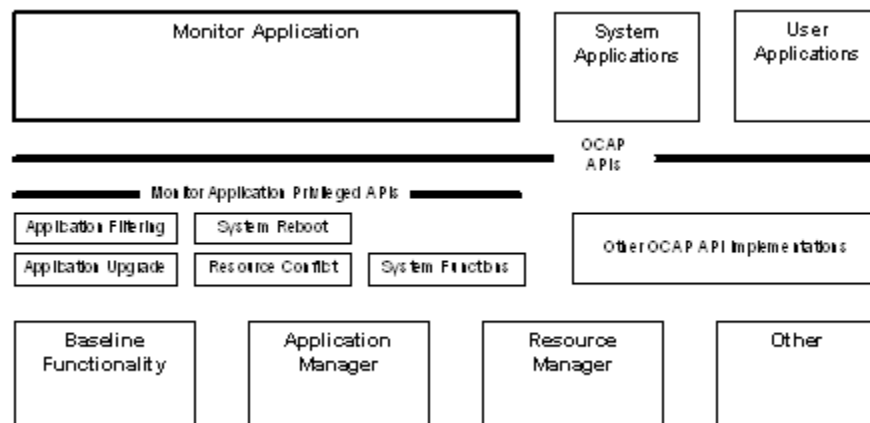 Monitor Application
System
Applications
User
Applications
OCAP
APIs
Monitor Application Privileged APIs
Application Filtering
System Reboot
Application Upgrade
Resource Conflict
System Functions
Other OCAP API Implementations
Baseline
Functionality
Application
Manager
Resource
Manager
Other